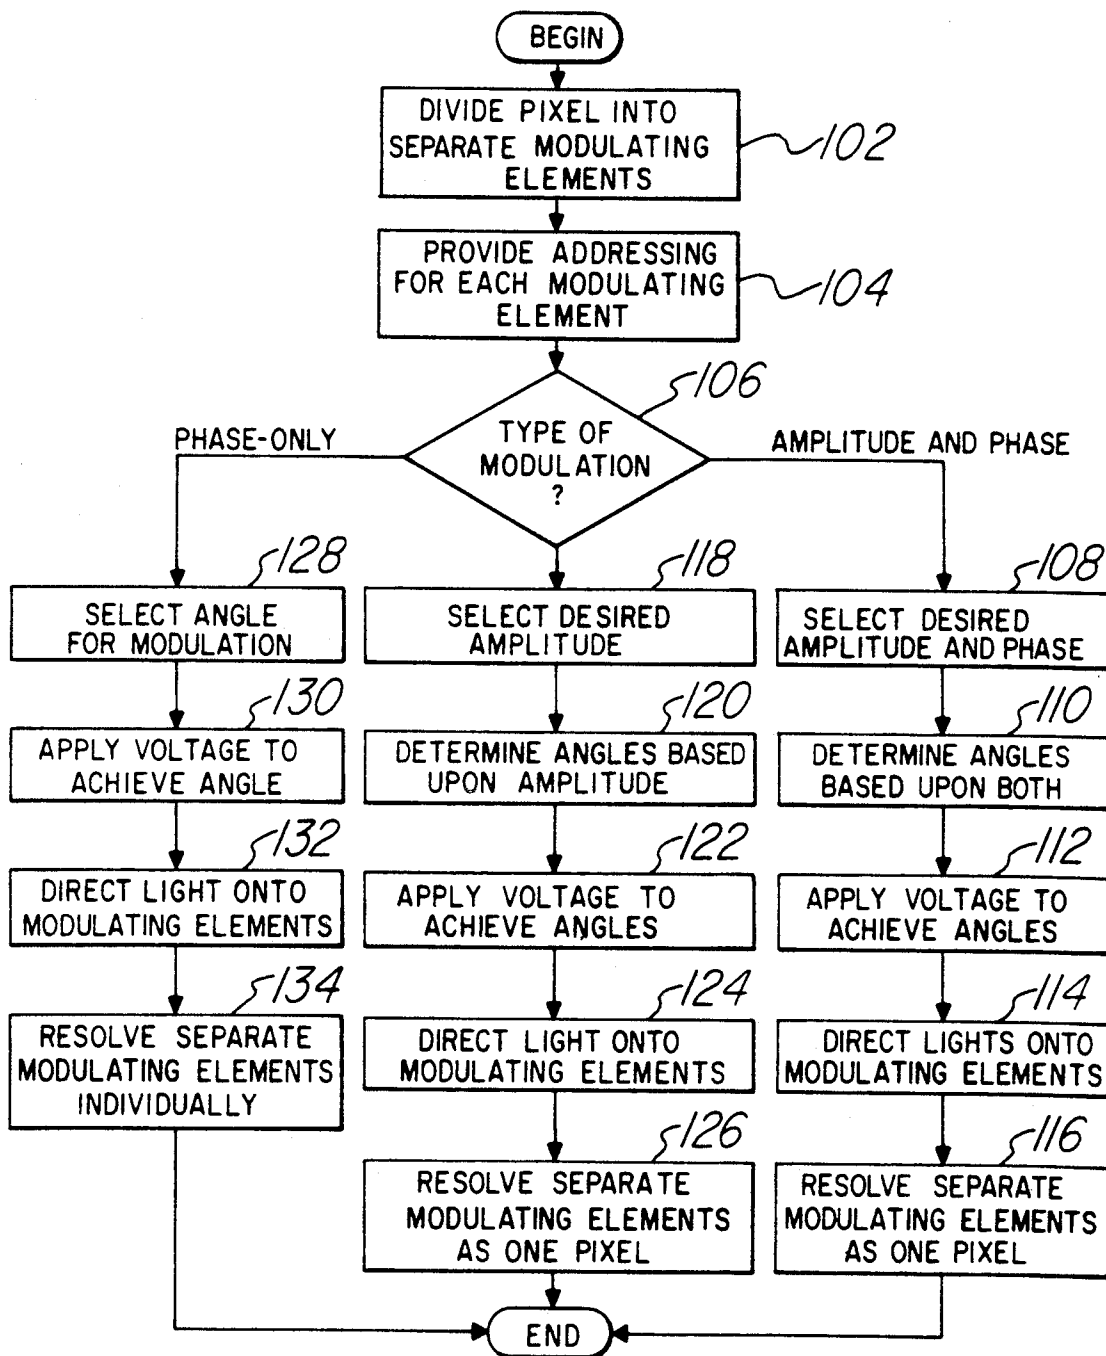 BEGIN
DIVIDE PIXEL INTO
SEPARATE MODULATING
ELEMENTS
102
PROVIDE ADDRESSING
FOR EACH MODULATING
ELEMENT
104
106
TYPE OF
MODULATION
?
PHASE-ONLY
AMPLITUDE AND PHASE
128
SELECT ANGLE
FOR MODULATION
130
APPLY VOLTAGE TO
ACHIEVE ANGLE
132
DIRECT LIGHT ONTO
MODULATING ELEMENTS
134
RESOLVE SEPARATE
MODULATING ELEMENTS
INDIVIDUALLY
118
SELECT DESIRED
AMPLITUDE
120
DETERMINE ANGLES BASED
UPON AMPLITUDE
122
APPLY VOLTAGE TO
ACHIEVE ANGLES
124
DIRECT LIGHT ONTO
MODULATING ELEMENTS
126
RESOLVE SEPARATE
MODULATING ELEMENTS
AS ONE PIXEL
108
SELECT DESIRED
AMPLITUDE AND PHASE
110
DETERMINE ANGLES
BASED UPON BOTH
112
APPLY VOLTAGE TO
ACHIEVE ANGLES
114
DIRECT LIGHTS ONTO
MODULATING ELEMENTS
116
RESOLVE SEPARATE
MODULATING ELEMENTS
AS ONE PIXEL
END